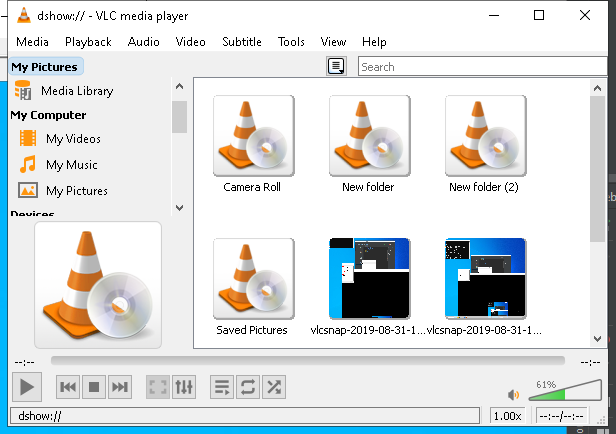 dshow:// - VLC media player
Media Playback Audio Video Subtitle Tools View Help
My Pictures
Search
Media Library
My Computer
My Videos
My Music
My Pictures
Devices
Camera Roll
New folder
New folder (2)
Saved Pictures
vlcsnap-2019-08-31-1...
vlcsnap-2019-08-31-1...
--:--
--:--
61%
dshow://
1.00x
--:--/--:--